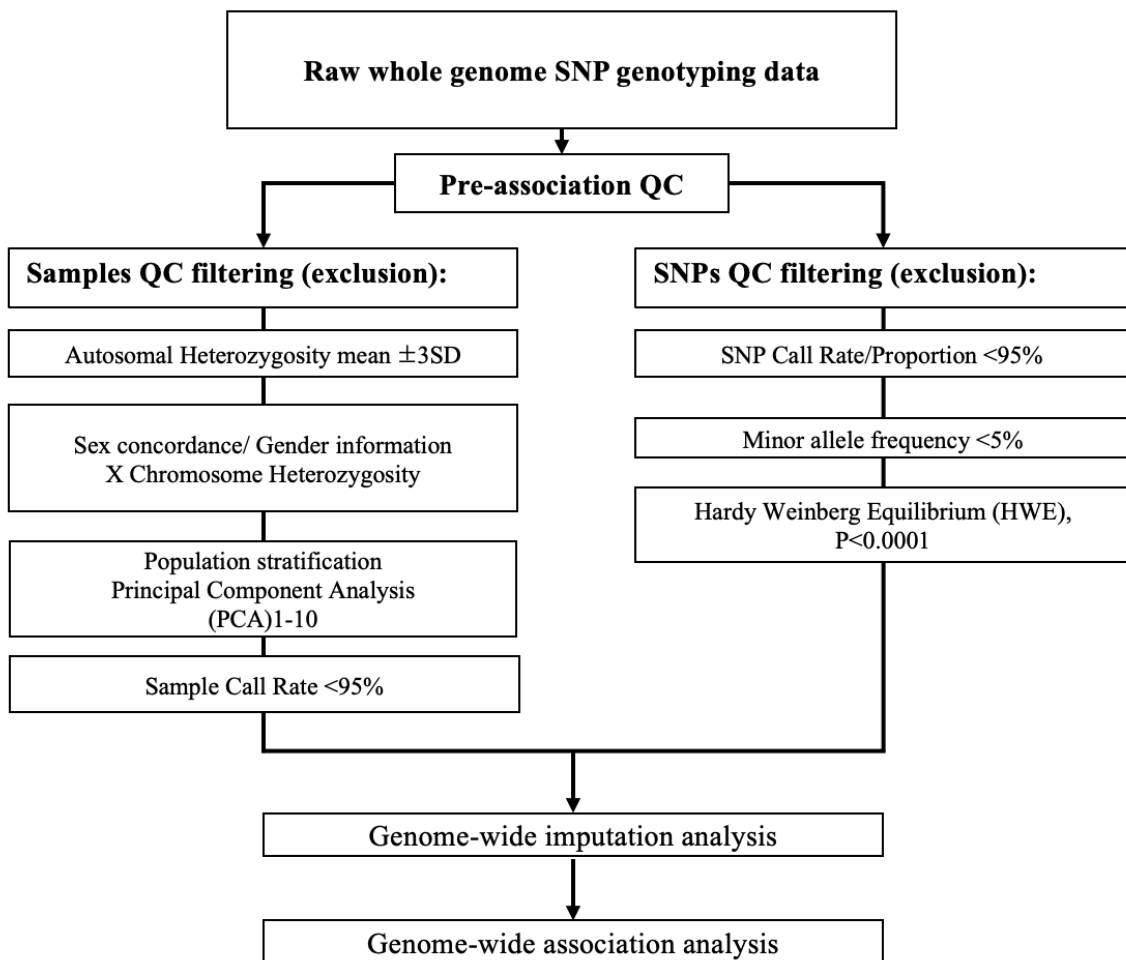 Raw whole genome SNP genotyping data
Pre-association QC
Samples QC filtering (exclusion):
Autosomal Heterozygosity mean ±3SD
Sex concordance/ Gender information
X Chromosome Heterozygosity
Population stratification
Principal Component Analysis
(PCA)1-10
Sample Call Rate <95%
SNPs QC filtering (exclusion):
SNP Call Rate/Proportion <95%
Minor allele frequency <5%
Hardy Weinberg Equilibrium (HWE),
P<0.0001
Genome-wide imputation analysis
Genome-wide association analysis